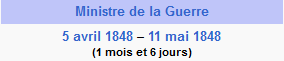 Ministre de la Guerre
5 avril 1848 – 11 mai 1848
(1 mois et 6 jours)